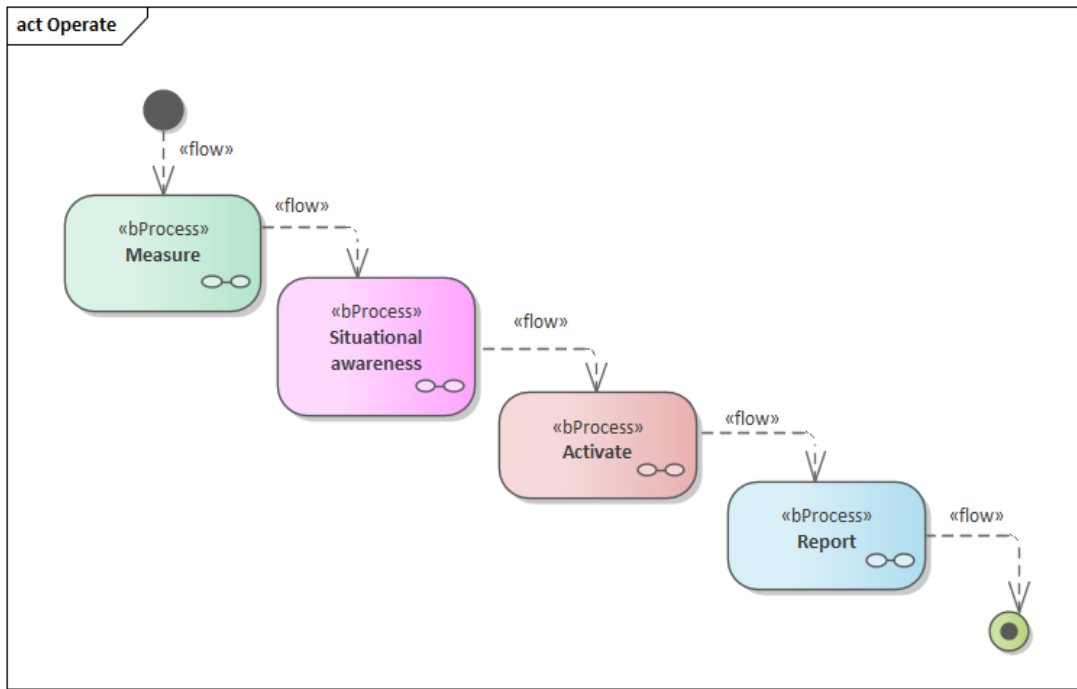 act Operate
«flow»
«flow»
«bProcess»
Measure
«flow»
«bProcess»
Situational
awareness
«flow»
«bProcess»
Activate
«flow»
«bProcess»
Report